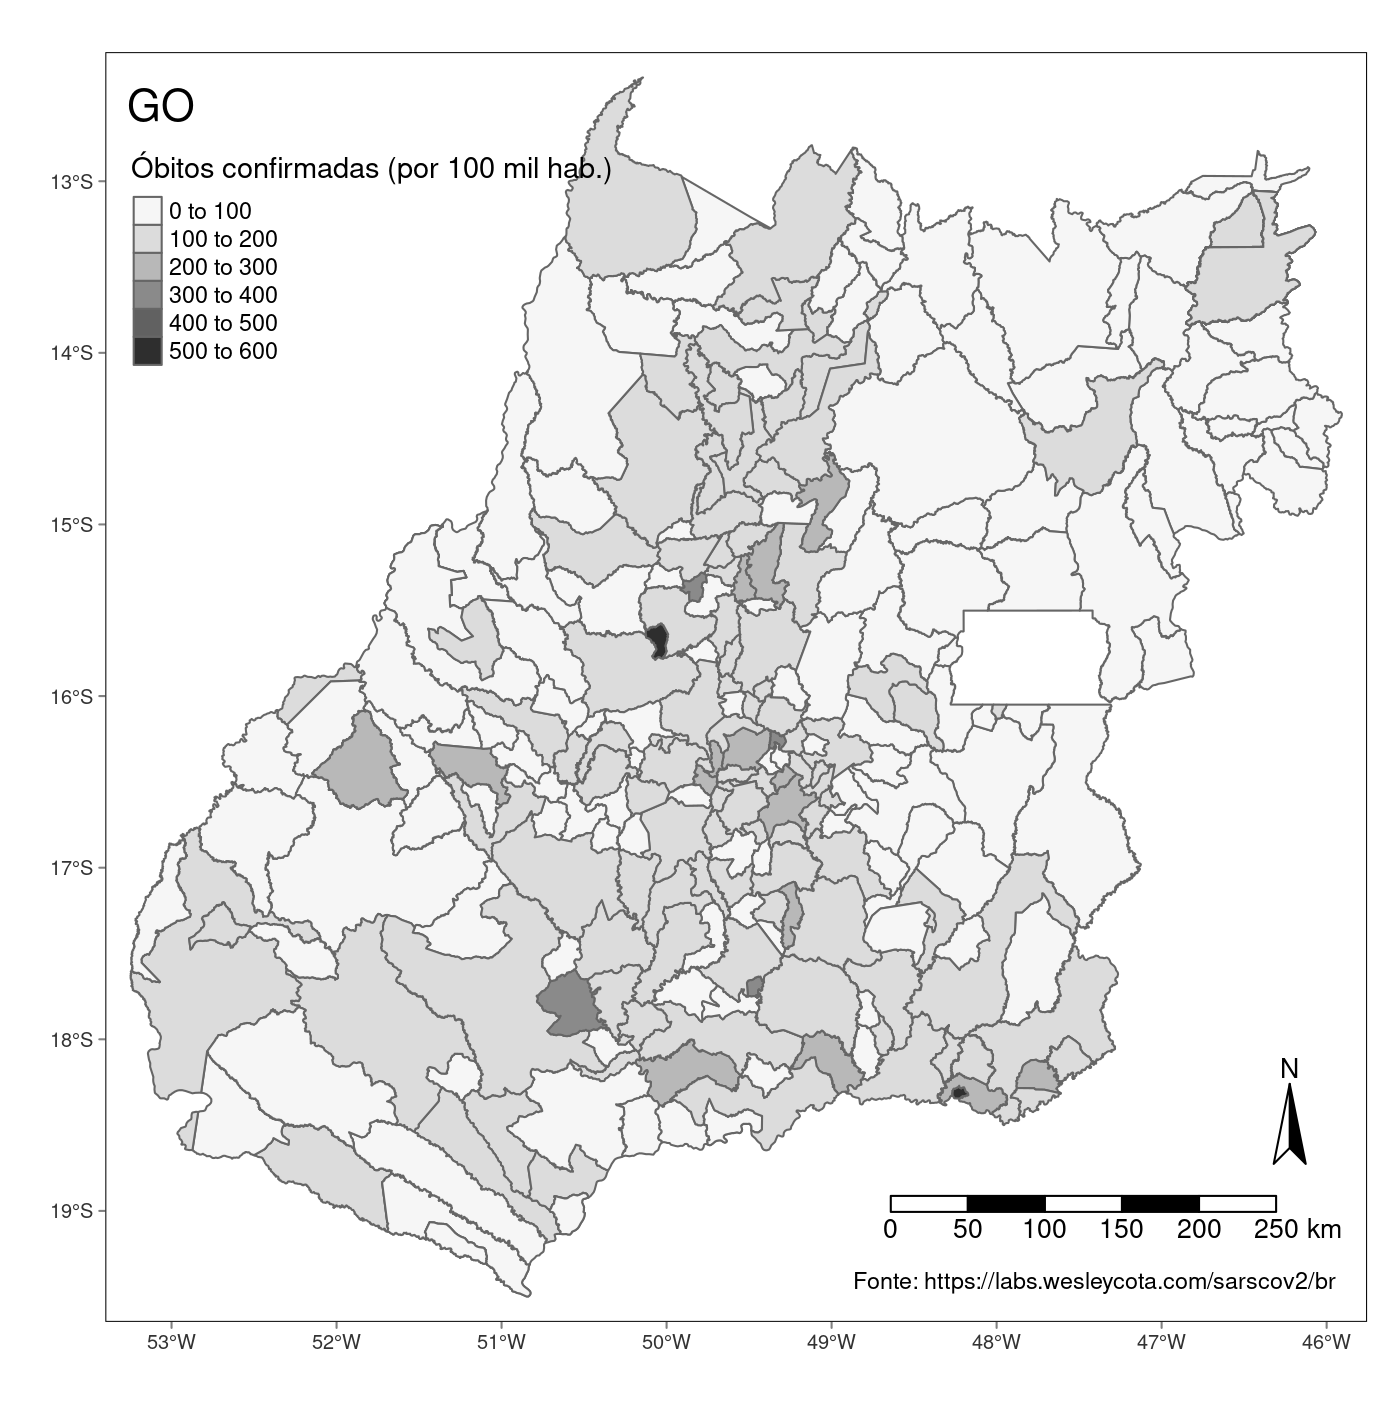 GO
Óbitos confirmadas (por 100 mil hab.)
0 to 100
100 to 200
200 to 300
300 to 400
400 to 500
500 to 600
13°S
14°S
15°S
16°S
17°S
18°S
19°S
N
0 50 100 150 200 250 km
Fonte: https://labs.wesleycota.com/sarscov2/br
53°W 52°W 51°W 50°W 49°W 48°W 47°W 46°W